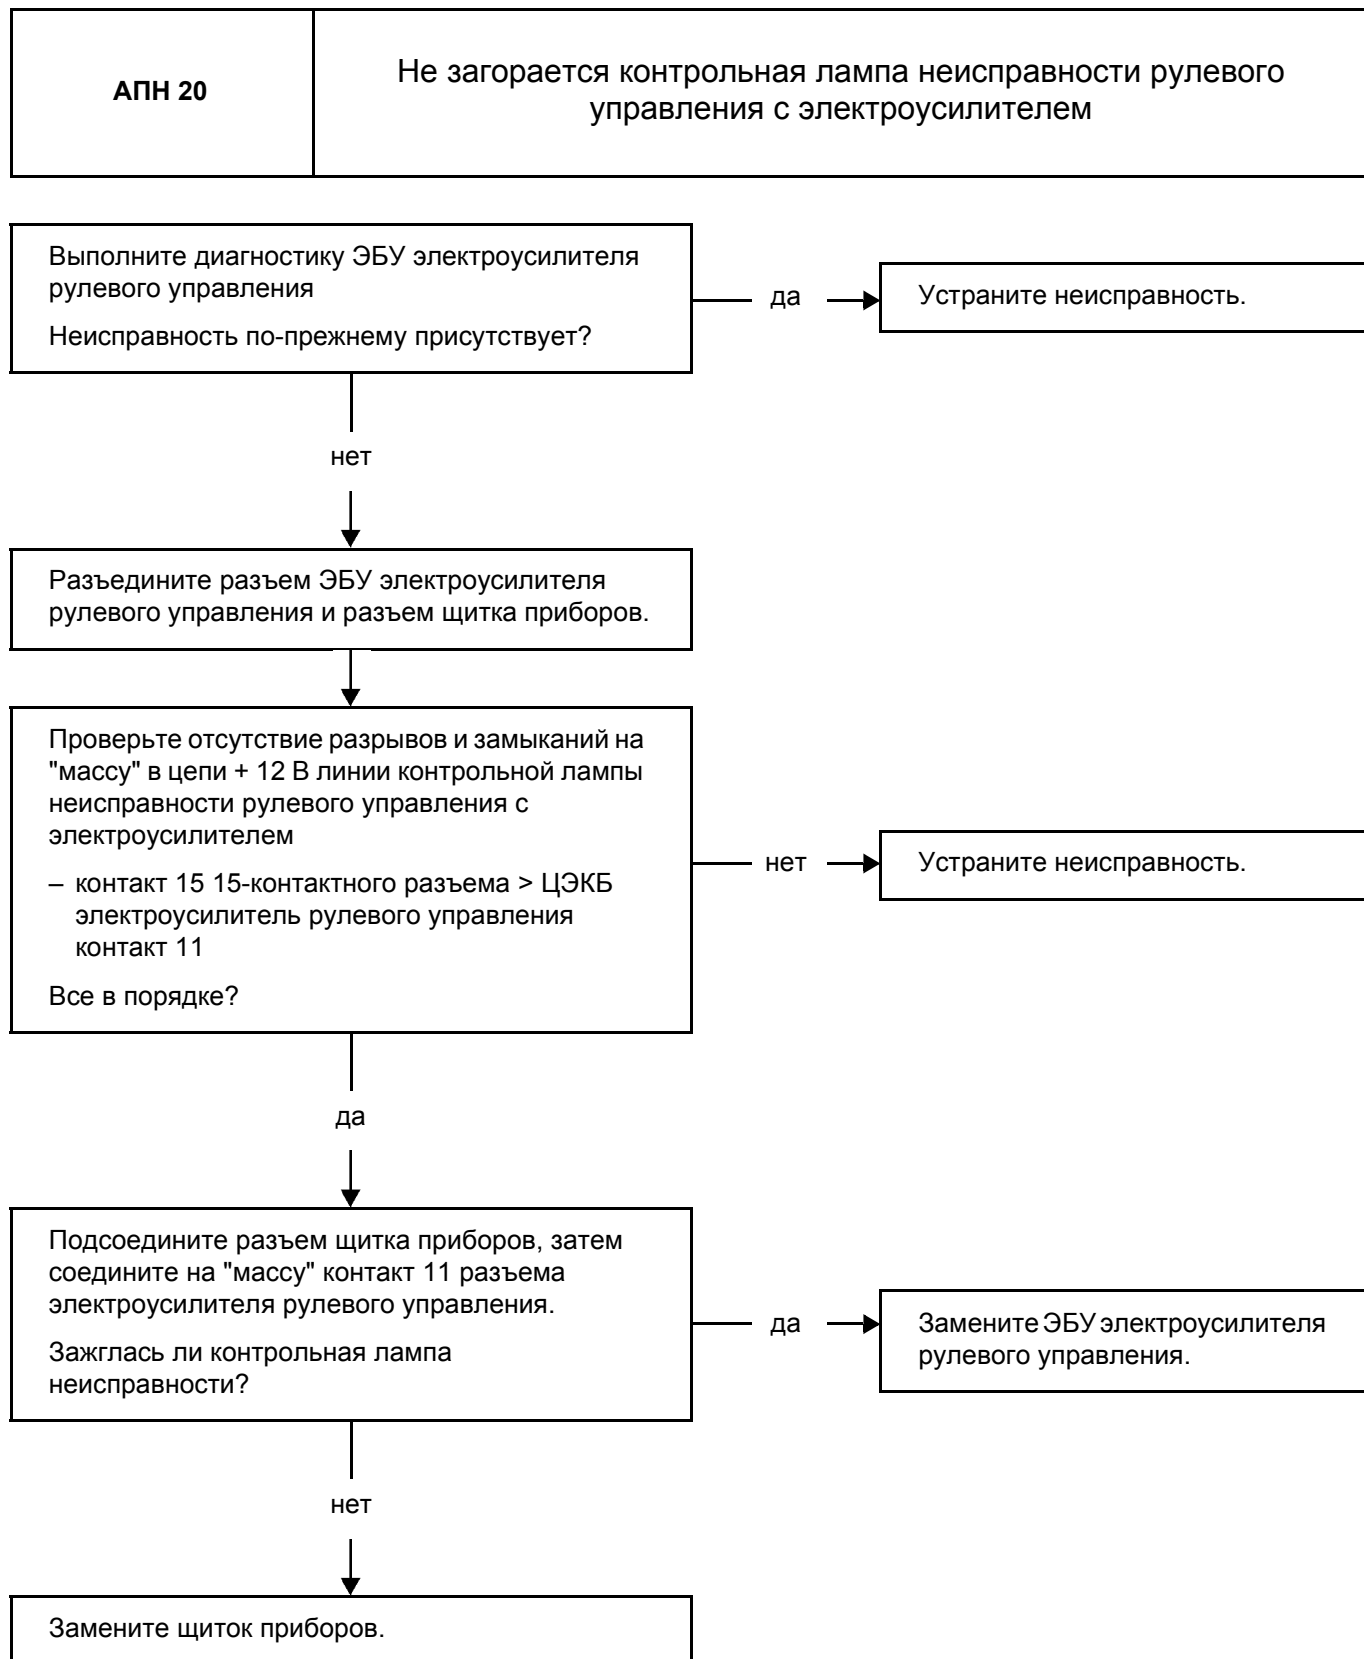 АПН 20
Не загорается контрольная лампа неисправности рулевого
управления с электроусилителем
Выполните диагностику ЭБУ электроусилителя
рулевого управления
Неисправность по-прежнему присутствует?
да
Устраните неисправность.
нет
Разъедините разъем ЭБУ электроусилителя
рулевого управления и разъем щитка приборов.
Проверьте отсутствие разрывов и замыканий на
"массу" в цепи + 12 В линии контрольной лампы
неисправности рулевого управления с
электроусилителем
– контакт 15 15-контактного разъема > ЦЭКБ
электроусилитель рулевого управления
контакт 11
Все в порядке?
нет
Устраните неисправность.
да
Подсоедините разъем щитка приборов, затем
соедините на "массу" контакт 11 разъема
электроусилителя рулевого управления.
Зажглась ли контрольная лампа
неисправности?
да
Замените ЭБУ электроусилителя
рулевого управления.
нет
Замените щиток приборов.